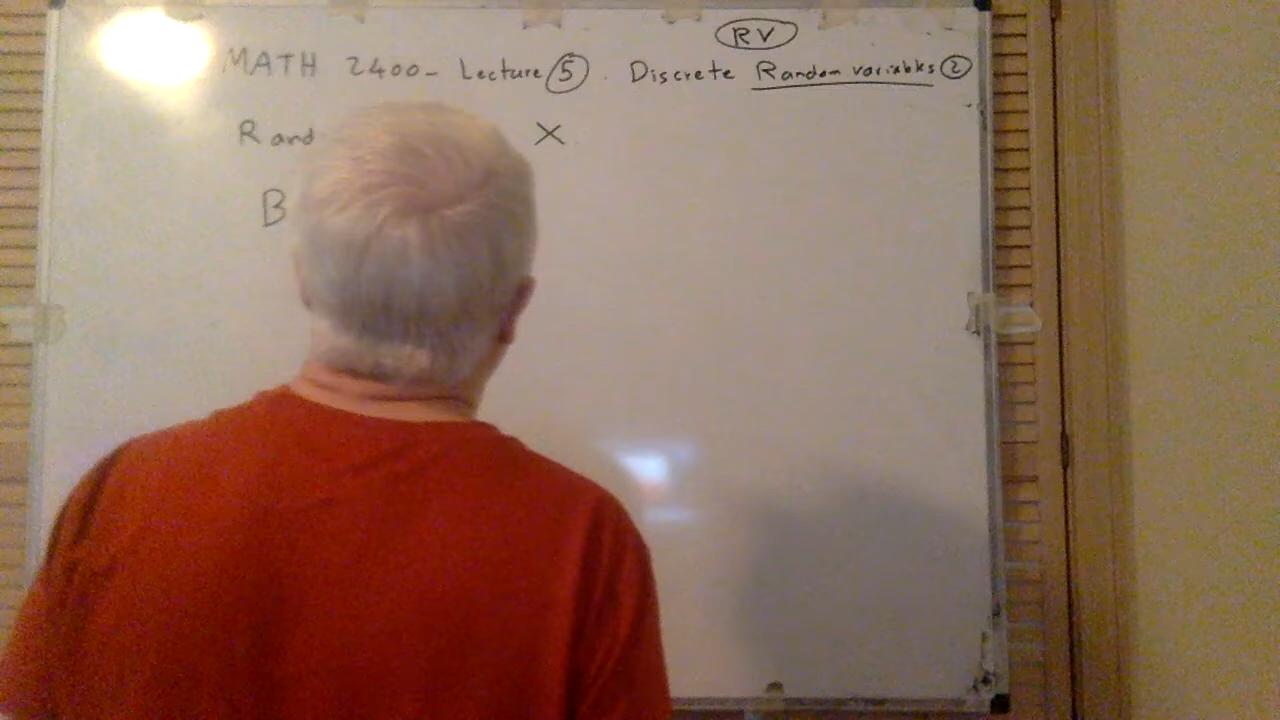 RV
MATH 2400- Lecture 5. Discrete Random variables 2
Rand X
B